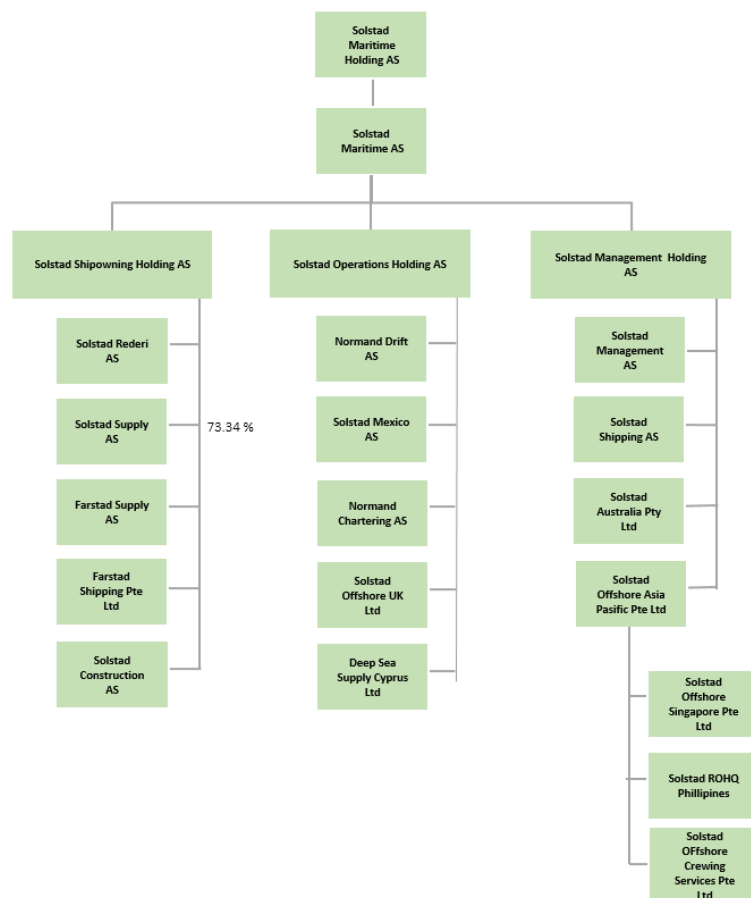 Solstad
Maritime
Holding AS
Solstad
Maritime AS
Solstad Shipowning Holding AS
Solstad Operations Holding AS
Solstad Management Holding
AS
Solstad Rederi
AS
Solstad Supply
AS
73.34 %
Farstad Supply
AS
Farstad
Shipping Pte
Ltd
Solstad
Construction
AS
Normand Drift
AS
Solstad Mexico
AS
Normand
Chartering AS
Solstad
Offshore UK
Ltd
Deep Sea
Supply Cyprus
Ltd
Solstad
Management
AS
Solstad
Shipping AS
Solstad
Australia Pty
Ltd
Solstad
Offshore Asia
Pasific Pte Ltd
Solstad
Offshore
Singapore Pte
Ltd
Solstad ROHQ
Phillipines
Solstad
OFfshore
Crewing
Services Pte
Ltd